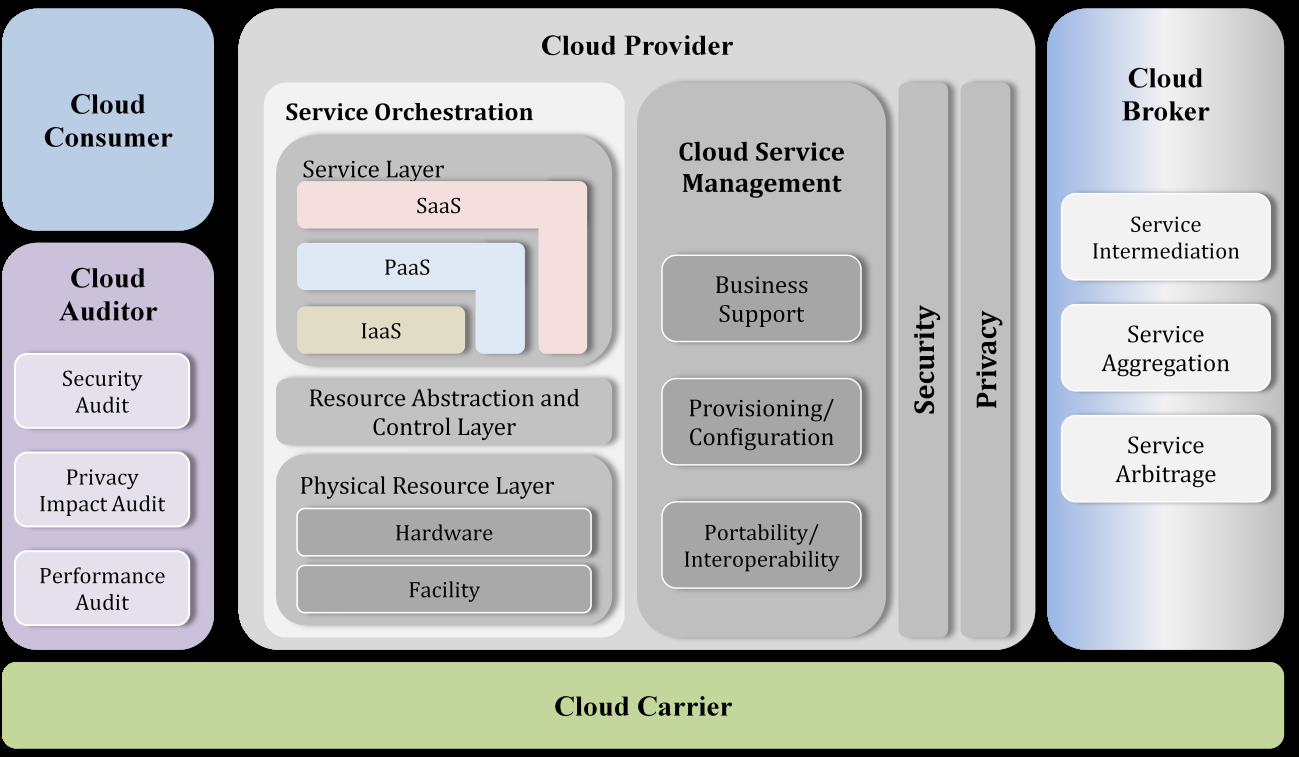 Cloud
Consumer
Cloud
Auditor
Security
Audit
Privacy
Impact Audit
Performance
Audit
Cloud Provider
Service Orchestration
Service Layer
SaaS
PaaS
IaaS
Resource Abstraction and
Control Layer
Physical Resource Layer
Hardware
Facility
Cloud Service
Management
Business
Support
Provisioning/
Configuration
Portability/
Interoperability
Security
Privacy
Cloud
Broker
Service
Intermediation
Service
Aggregation
Service
Arbitrage
Cloud Carrier